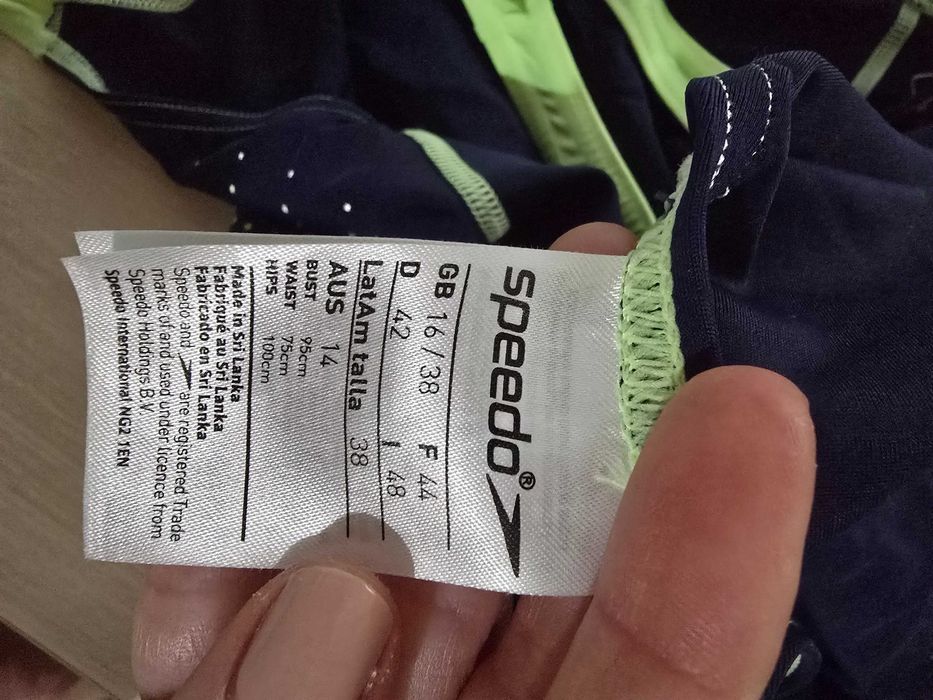 speedo®
GB 16/38 F 44
D 42 I 48
LatAm talla 38
AUS 14
BUST 95cm
WAIST 75cm
HIPS 100cm
Made in Sri Lanka
Fabriqué au Sri Lanka
Fabricado en Sri Lanka
Speedo and are registered Trade
marks of and used under licence from
Speedo Holdings B.V
Speedo International NG2 1EN